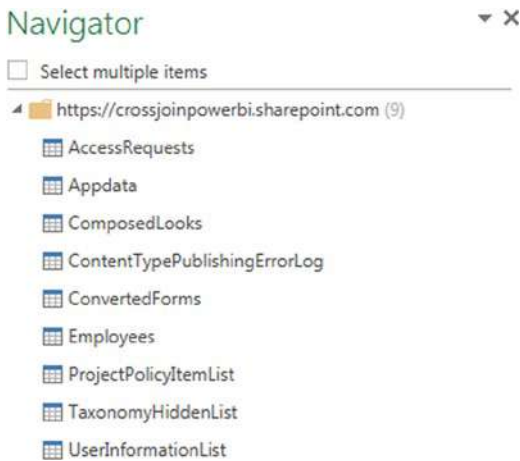 Navigator
Select multiple items
https://crossjoinpowerbi.sharepoint.com (9)
AccessRequests
Appdata
ComposedLooks
ContentTypePublishingErrorLog
ConvertedForms
Employees
ProjectPolicyItemList
TaxonomyHiddenList
UserInformationList